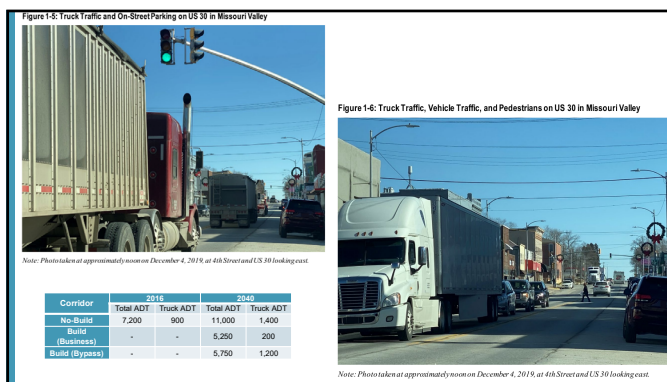 Figure 1-5: Truck Traffic and On-Street Parking on US 30 in Missouri Valley
Note: Photo taken at approximately noon on December 4, 2019, at 4th Street and US 30 looking east.
Corridor 2016 2040
Total ADT Truck ADT Total ADT Truck ADT
No-Build 7,200 900 11,000 1,400
Build (Business) - - 5,250 200
Build (Bypass) - - 5,750 1,200
Figure 1-6: Truck Traffic, Vehicle Traffic, and Pedestrians on US 30 in Missouri Valley
Note: Photo taken at approximately noon on December 4, 2019, at 4th Street and US 30 looking east.